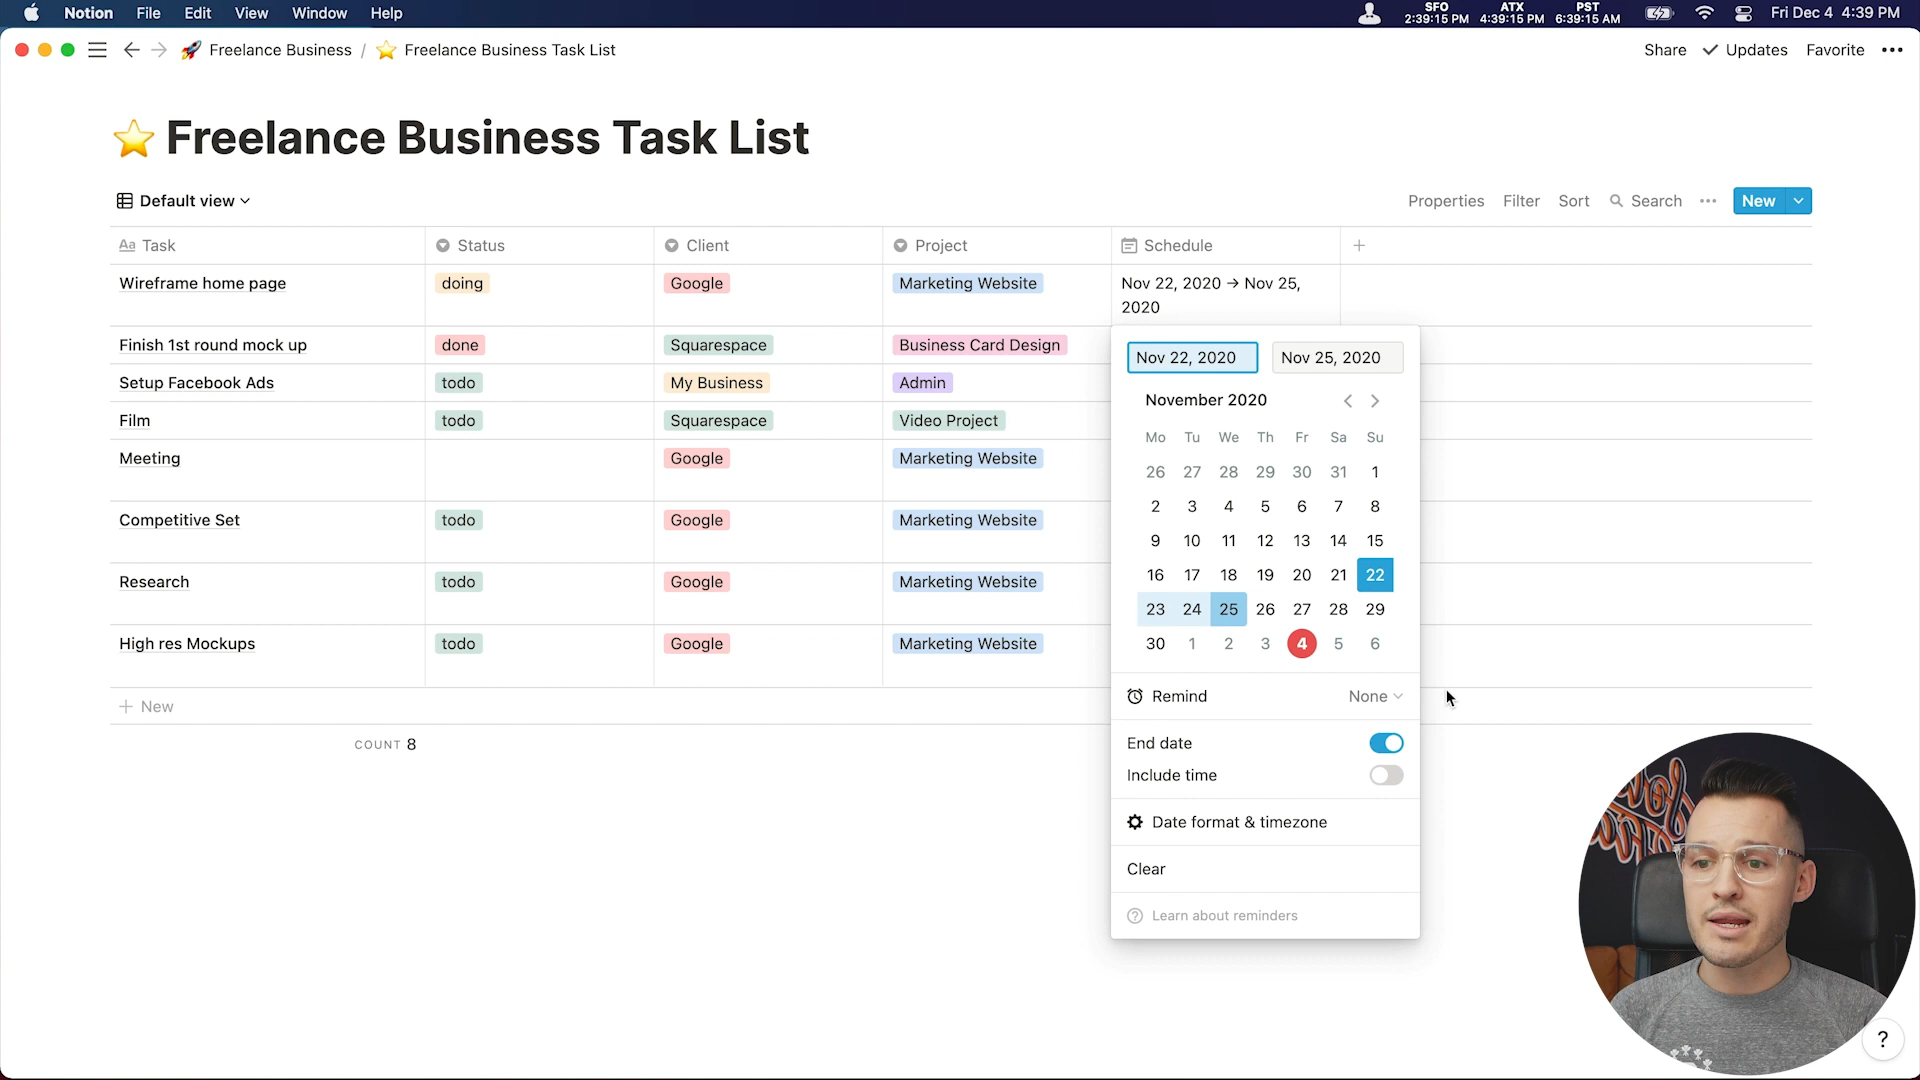 Notion File Edit View Window Help
SFO ATX PST
2:39:15 PM 4:39:15 PM 6:39:15 AM
Fri Dec 4 4:39 PM
Freelance Business / Freelance Business Task List
Share Updates Favorite
Freelance Business Task List
Default view
Properties Filter Sort Search New
Aa Task Status Client Project Schedule
Wireframe home page doing Google Marketing Website Nov 22, 2020 → Nov 25,
2020
Finish 1st round mock up done Squarespace Business Card Design
Setup Facebook Ads todo My Business Admin
Film todo Squarespace Video Project
Meeting Google Marketing Website
Competitive Set todo Google Marketing Website
Research todo Google Marketing Website
High res Mockups todo Google Marketing Website
New
COUNT 8
Nov 22, 2020 Nov 25, 2020
November 2020
Mo Tu We Th Fr Sa Su
26 27 28 29 30 31 1
2 3 4 5 6 7 8
9 10 11 12 13 14 15
16 17 18 19 20 21 22
23 24 25 26 27 28 29
30 1 2 3 4 5 6
Remind None
End date
Include time
Date format & timezone
Clear
? Learn about reminders
?